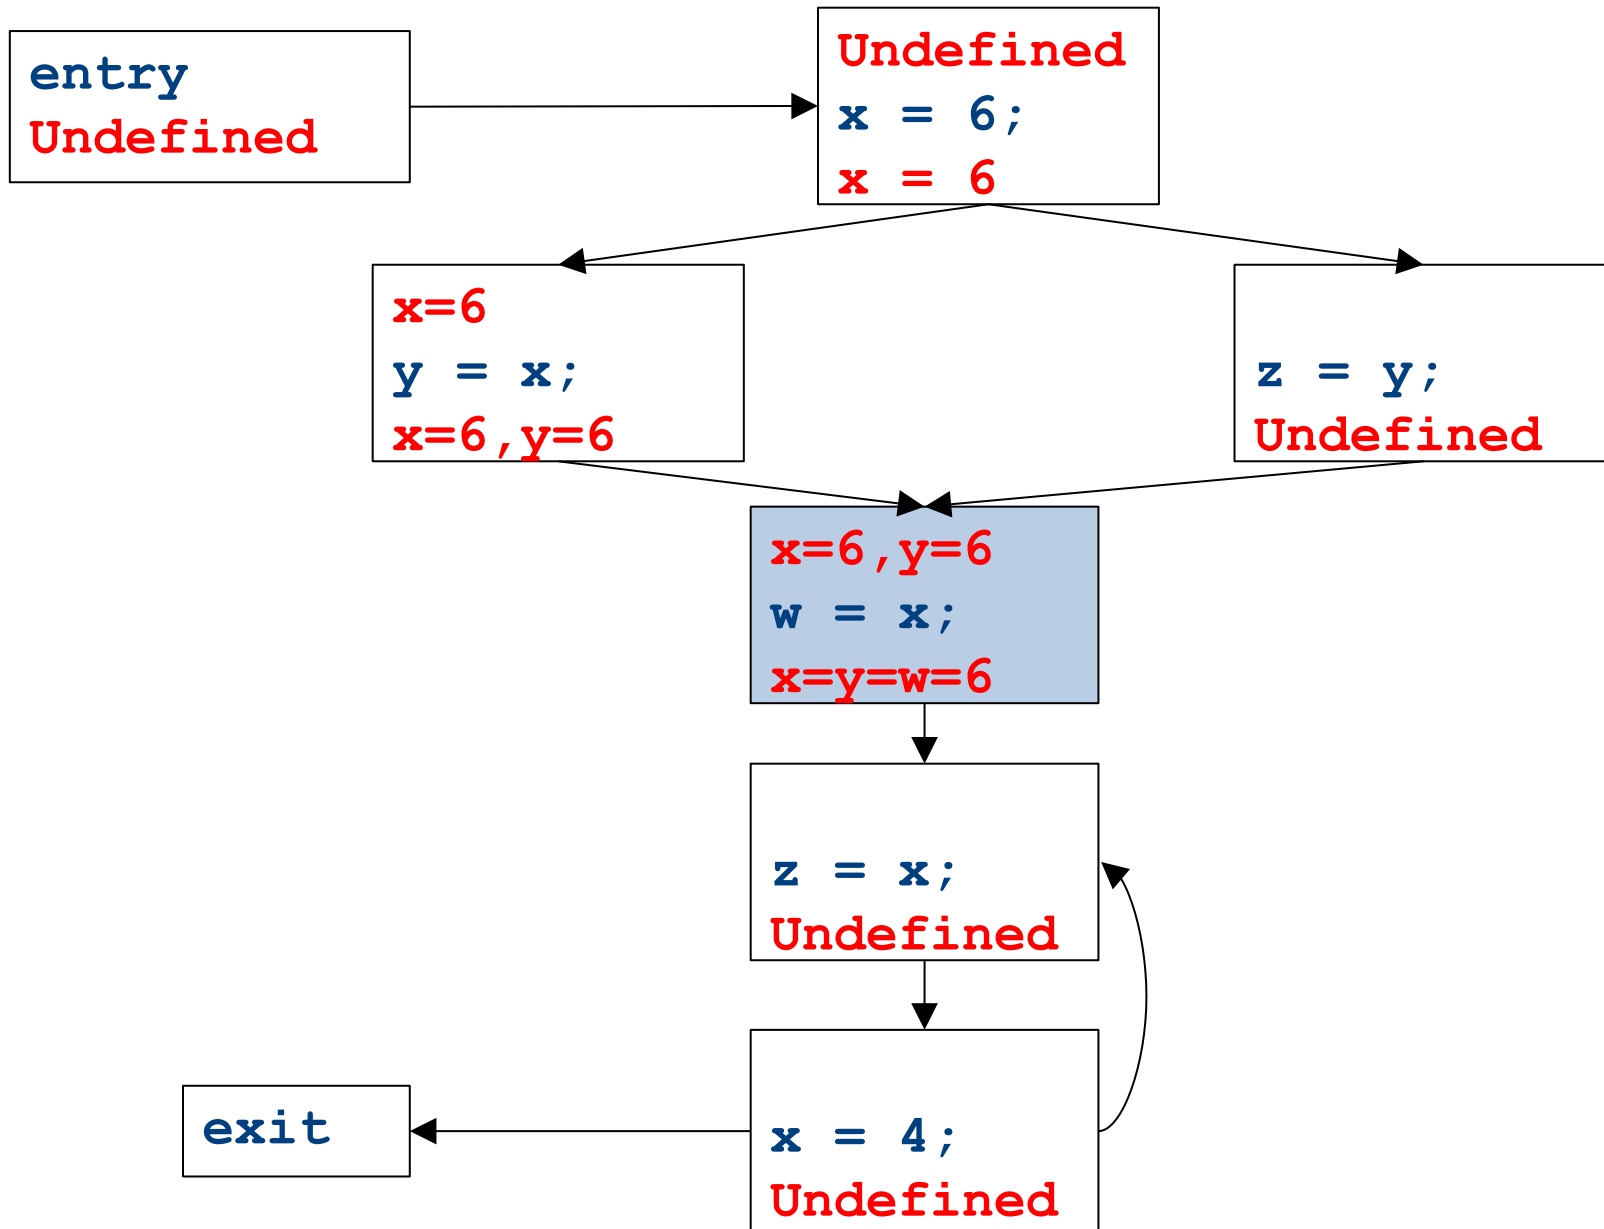 entry
Undefined
Undefined
x = 6;
x = 6
x=6
y = x;
x=6,y=6
z = y;
Undefined
x=6,y=6
w = x;
x=y=w=6
z = x;
Undefined
exit
x = 4;
Undefined